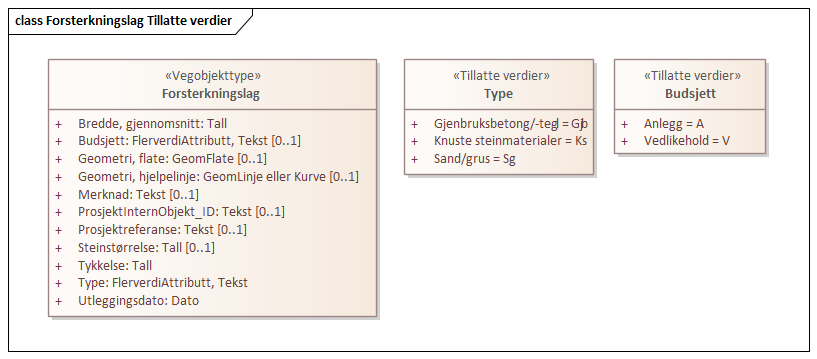 class Forsterkningslag Tillatte verdier
«Vegobjekttype»
Forsterkningslag
+ Bredde, gjennomsnitt: Tall
+ Budsjett: FlerverdiAttributt, Tekst [0..1]
+ Geometri, flate: GeomFlate [0..1]
+ Geometri, hjelpelinje: GeomLinje eller Kurve [0..1]
+ Merknad: Tekst [0..1]
+ ProsjektInternObjekt_ID: Tekst [0..1]
+ Prosjektreferanse: Tekst [0..1]
+ Steinstørrelse: Tall [0..1]
+ Tykkelse: Tall
+ Type: FlerverdiAttributt, Tekst
+ Utleggingsdato: Dato
«Tillatte verdier»
Type
+ Gjenbruksbetong/-tegl = Gjb
+ Knuste steinmaterialer = Ks
+ Sand/grus = Sg
«Tillatte verdier»
Budsjett
+ Anlegg = A
+ Vedlikehold = V